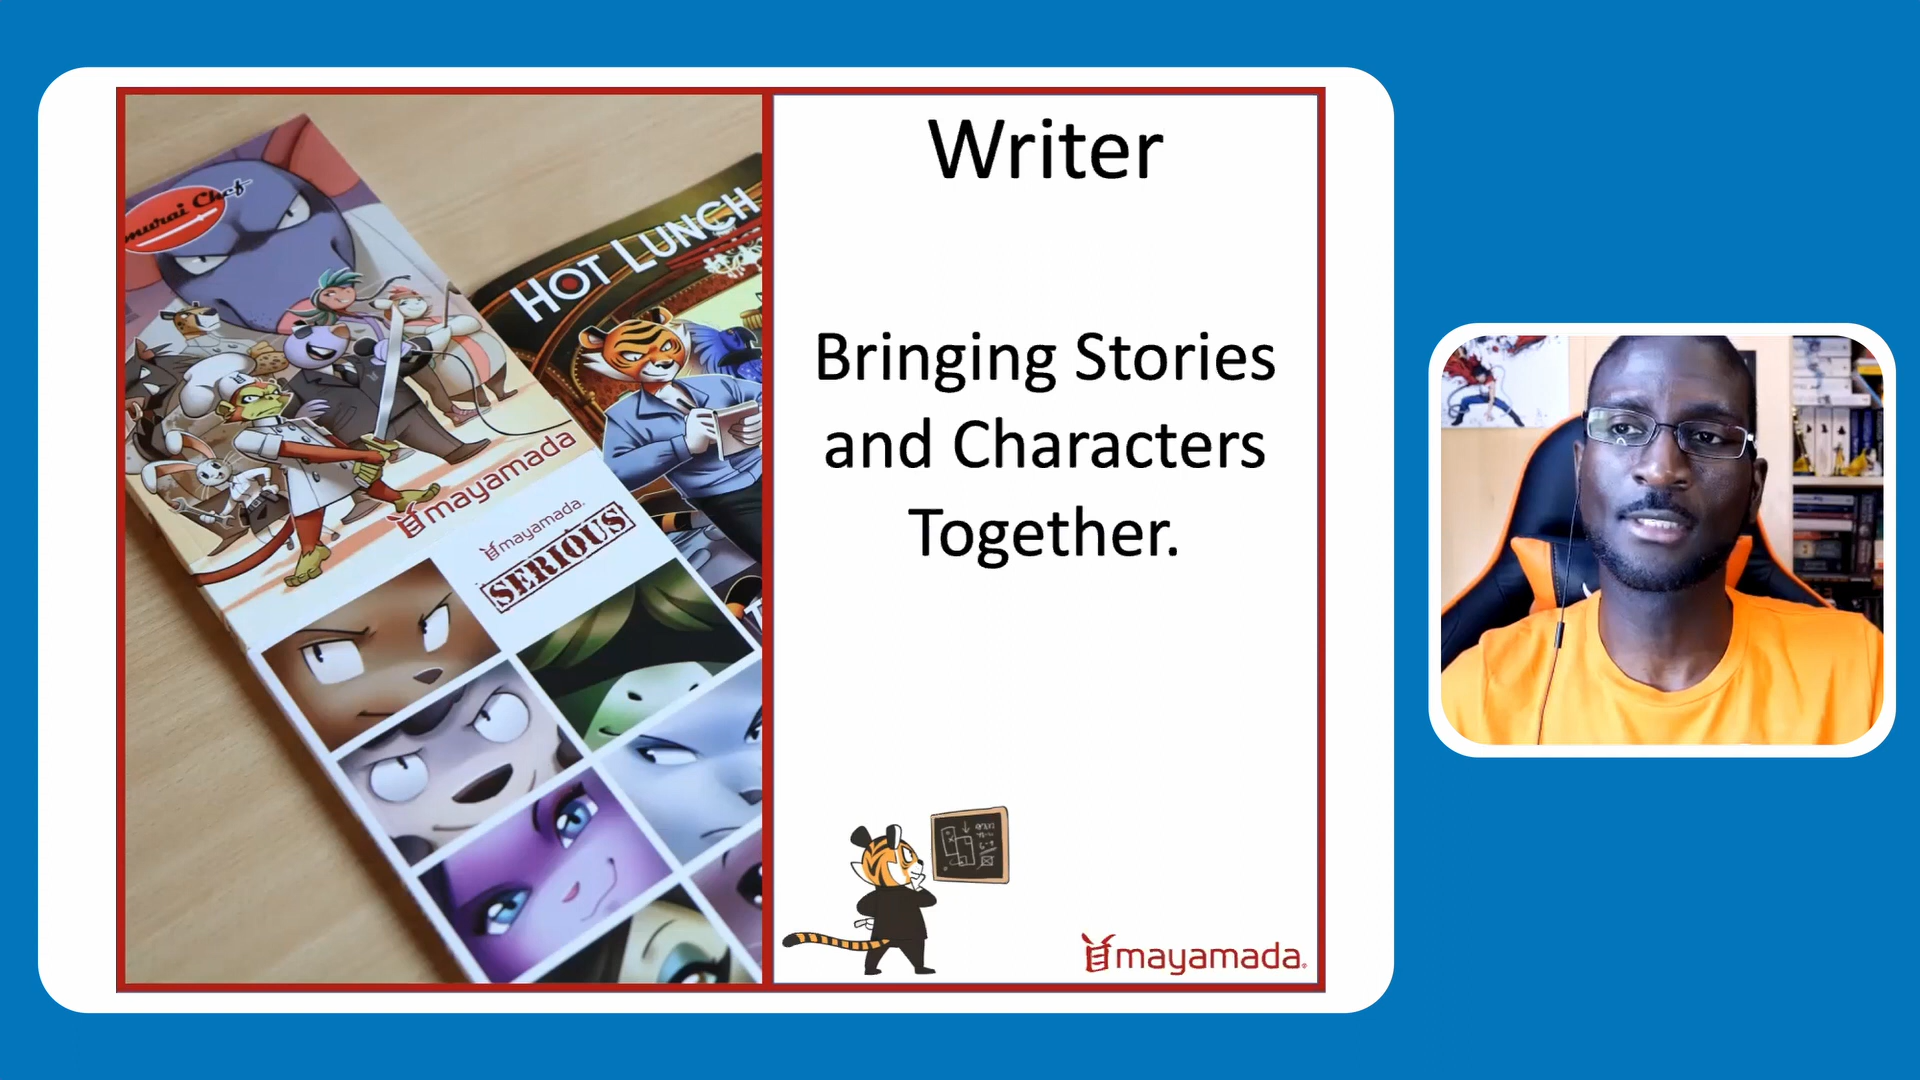 Samurai Chef
mayamada
HOT LUNCH
mayamada.
SERIOUS
Writer
Bringing Stories
and Characters
Together.
mayamada.